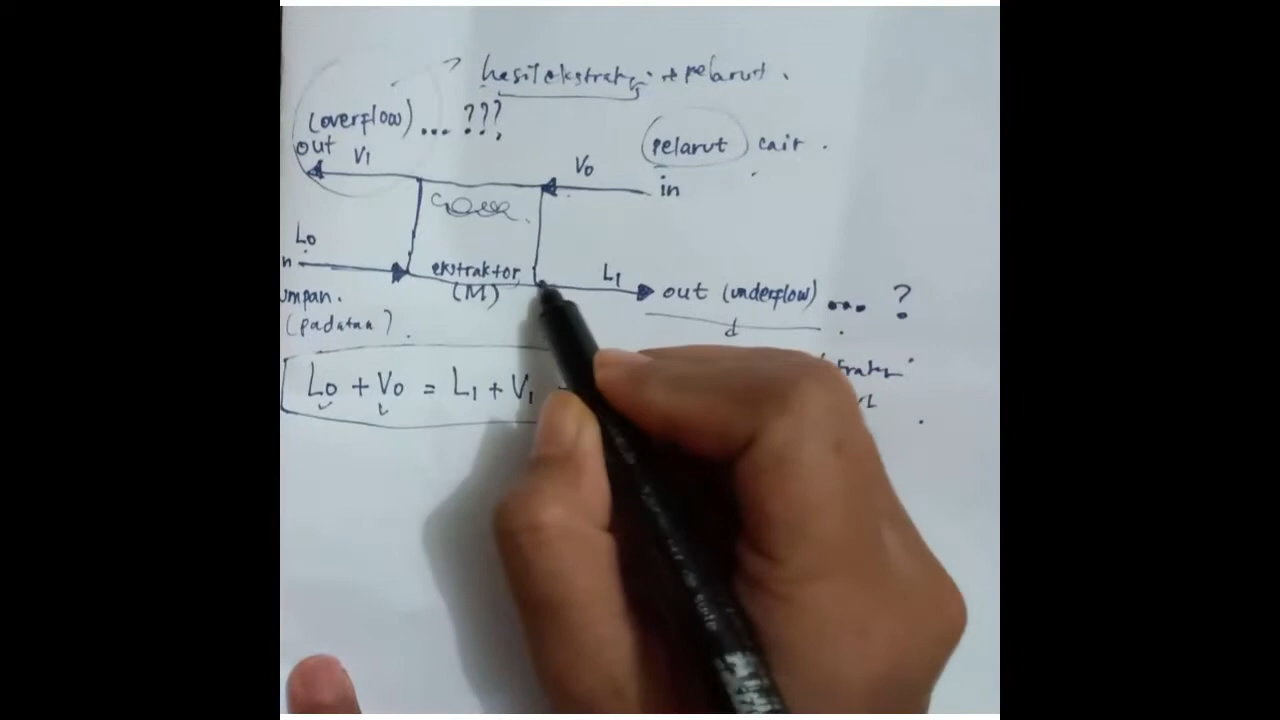 hasil ekstraksi + pelarut.
(overflow) ... ???
out
V1
V0
(pelarut) cair.
in
L0
n
ekstraktor
(M)
L1
out (underflow) ... ?
umpan.
(padatan).
L0 + V0 = L1 + V1